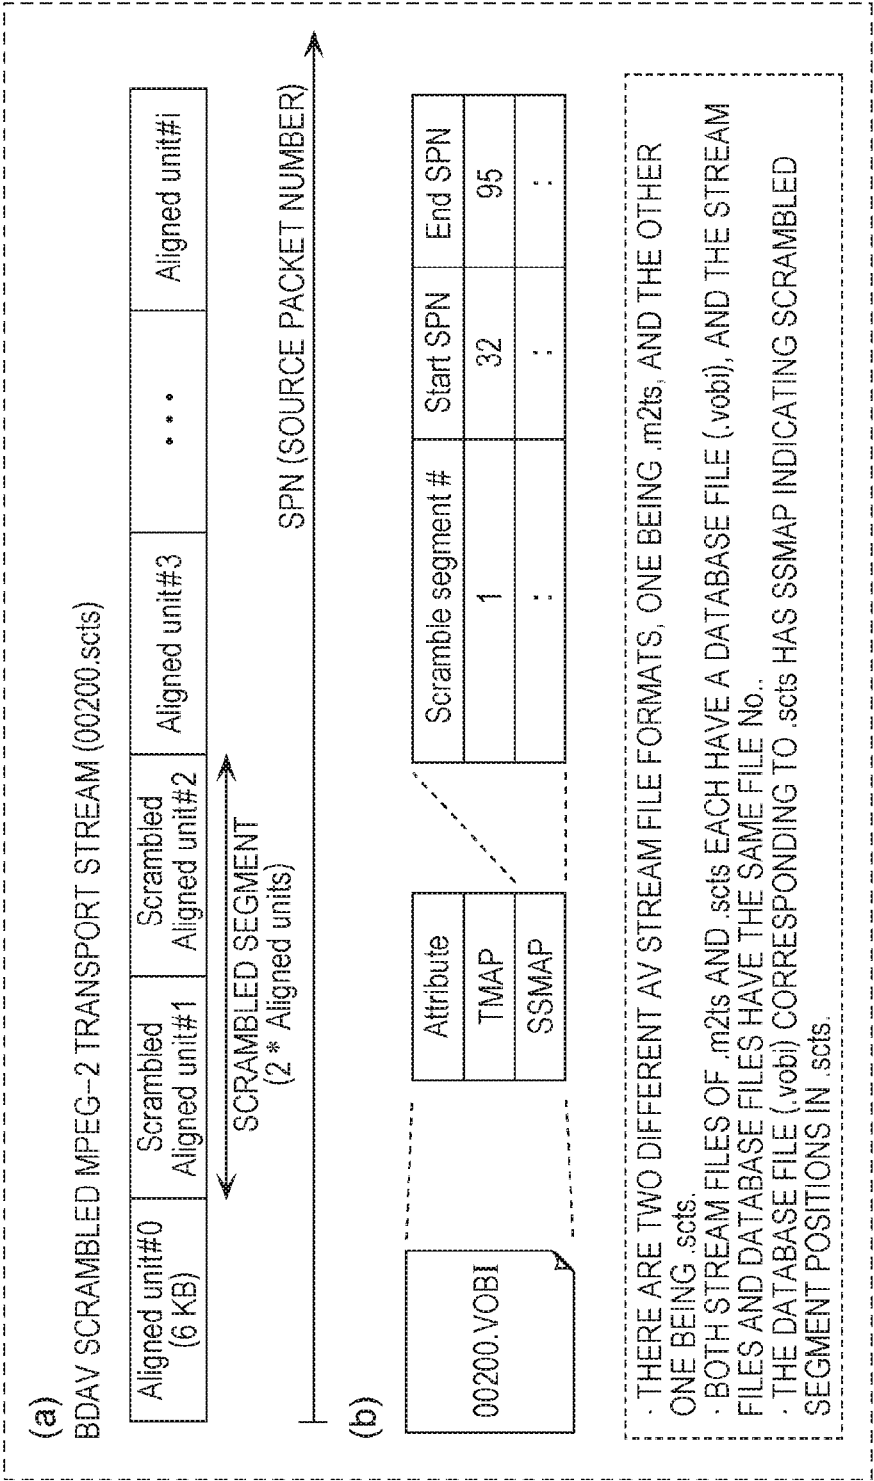 (a)
BDAV SCRAMBLED MPEG-2 TRANSPORT STREAM (00200.scts)
Aligned unit#0
(6 KB)
Scrambled
Aligned unit#1
Scrambled
Aligned unit#2
Aligned unit#3
• • •
Aligned unit#i
SCRAMBLED SEGMENT
(2 * Aligned units)
SPN (SOURCE PACKET NUMBER)
(b)
00200.VOBI
Attribute
TMAP
SSMAP
Scramble segment # Start SPN End SPN
1 32 95
: : :
· THERE ARE TWO DIFFERENT AV STREAM FILE FORMATS, ONE BEING .m2ts, AND THE OTHER
ONE BEING .scts.
· BOTH STREAM FILES OF .m2ts AND .scts EACH HAVE A DATABASE FILE (.vobi), AND THE STREAM
FILES AND DATABASE FILES HAVE THE SAME FILE No..
· THE DATABASE FILE (.vobi) CORRESPONDING TO .scts HAS SSMAP INDICATING SCRAMBLED
SEGMENT POSITIONS IN .scts.